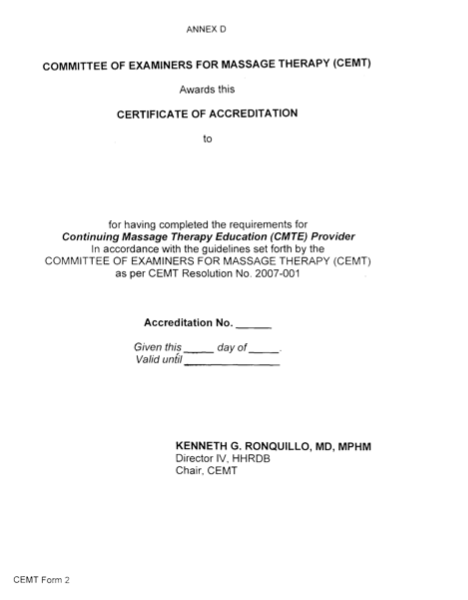 ANNEX D
COMMITTEE OF EXAMINERS FOR MASSAGE THERAPY (CEMT)
Awards this
CERTIFICATE OF ACCREDITATION
to
for having completed the requirements for
Continuing Massage Therapy Education (CMTE) Provider
In accordance with the guidelines set forth by the
COMMITTEE OF EXAMINERS FOR MASSAGE THERAPY (CEMT)
as per CEMT Resolution No. 2007-001
Accreditation No. ______
Given this _____ day of _____.
Valid until ________________
KENNETH G. RONQUILLO, MD, MPHM
Director IV, HHRDB
Chair, CEMT
CEMT Form 2